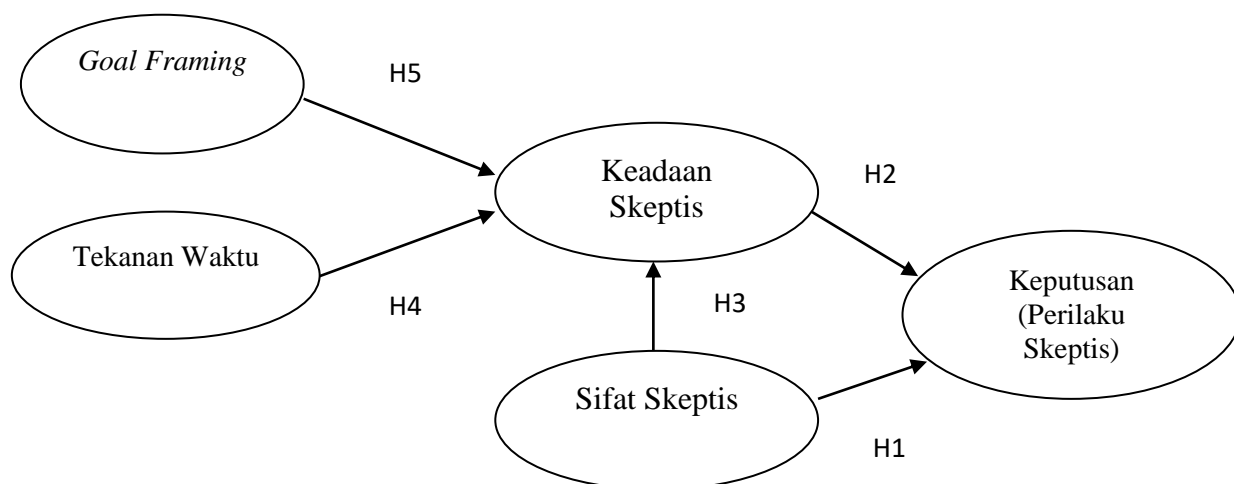 Goal Framing
H5
Keadaan
Skeptis
H2
Tekanan Waktu
H4
H3
Keputusan
(Perilaku
Skeptis)
Sifat Skeptis
H1